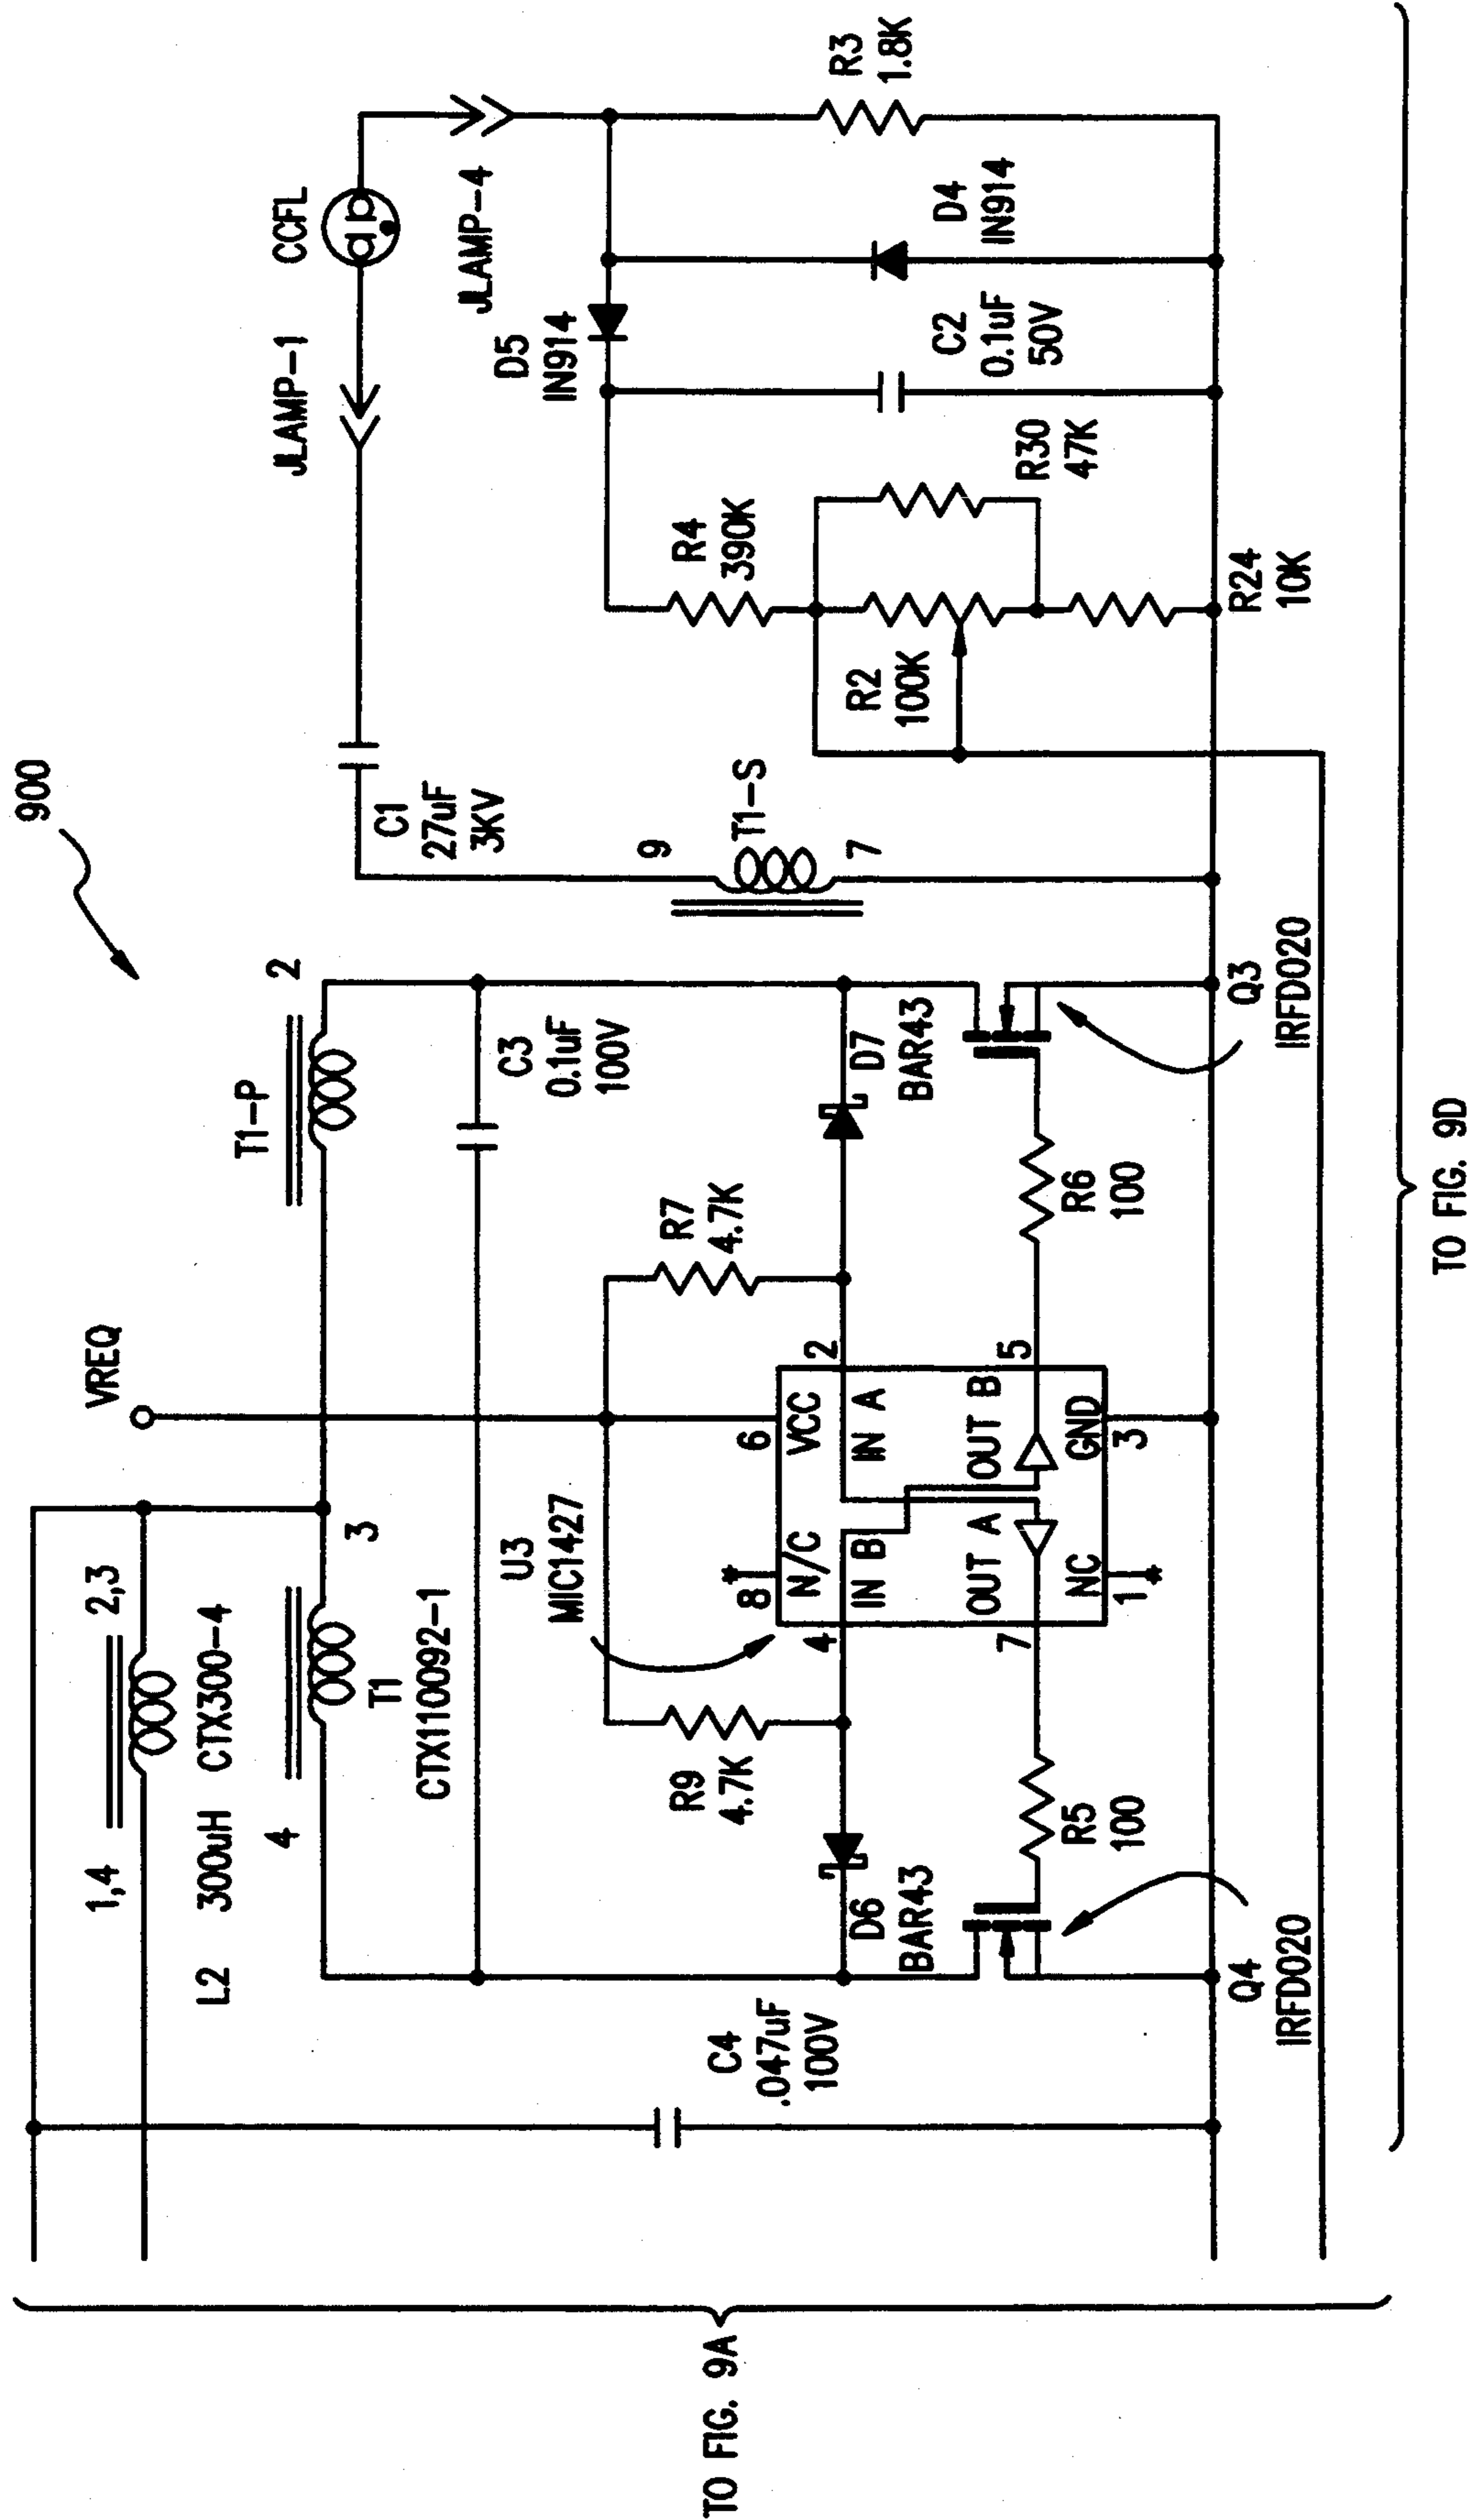 900
JLAMP-1
CCFL
JLAMP-4
C1
27uF
3KV
D5
IN914
R3
1.8K
D4
IN914
C2
0.1uF
50V
R4
390K
R30
47K
R2
100K
R24
10K
9
T1-S
7
VREQ
T1-P
2
1,4
2,3
L2 300uH CTX300-4
4
3
T1
CTX110092-1
C3
0.1uF
100V
U3
MIC1427
R9
4.7K
R7
4.7K
8
6
N/C
VCC
4
IN B
IN A
2
D6
BAR43
D7
BAR43
C4
.047uF
100V
7
OUT A
OUT B
5
NC
GND
1
3
R5
100
R6
100
Q4
IRFD020
Q3
IRFD020
TO FIG. 9A
TO FIG. 9D